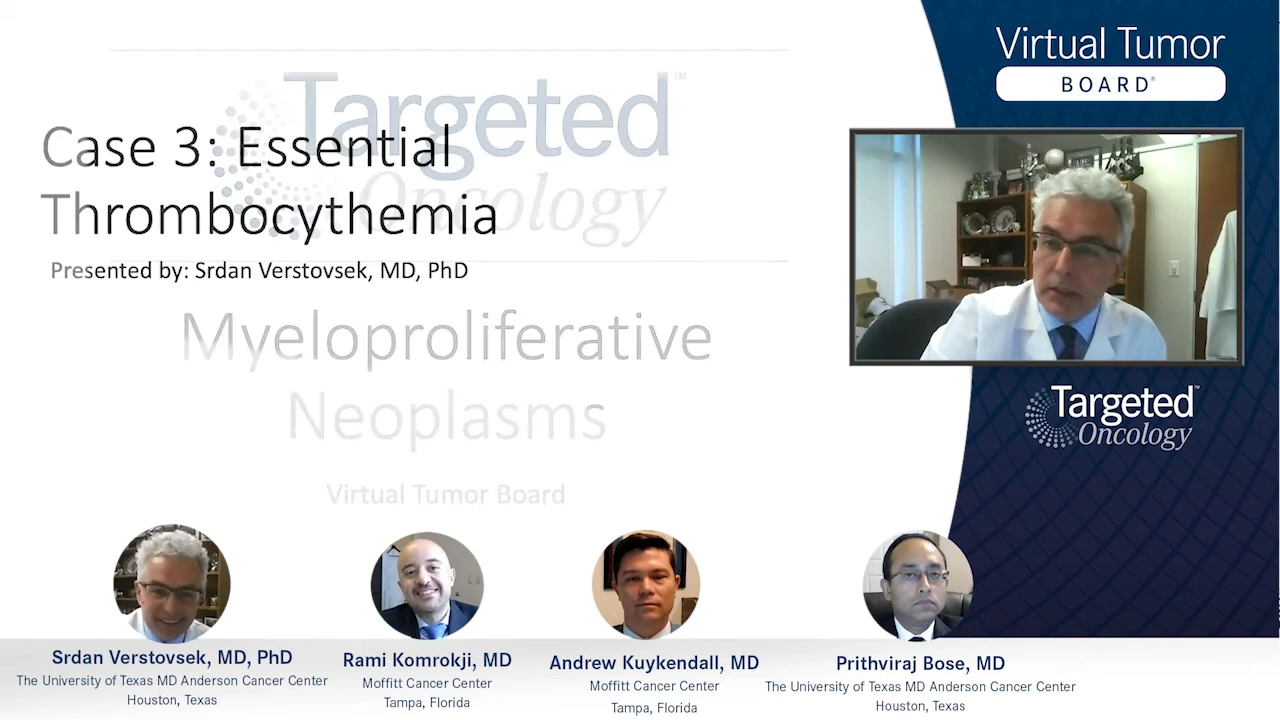 Targeted™
Oncology
Case 3: Essential
Thrombocythemia
Presented by: Srdan Verstovsek, MD, PhD
Myeloproliferative
Neoplasms
Virtual Tumor Board
Virtual Tumor
BOARD®
Targeted™
Oncology
Srdan Verstovsek, MD, PhD
The University of Texas MD Anderson Cancer Center
Houston, Texas
Rami Komrokji, MD
Moffitt Cancer Center
Tampa, Florida
Andrew Kuykendall, MD
Moffitt Cancer Center
Tampa, Florida
Prithviraj Bose, MD
The University of Texas MD Anderson Cancer Center
Houston, Texas